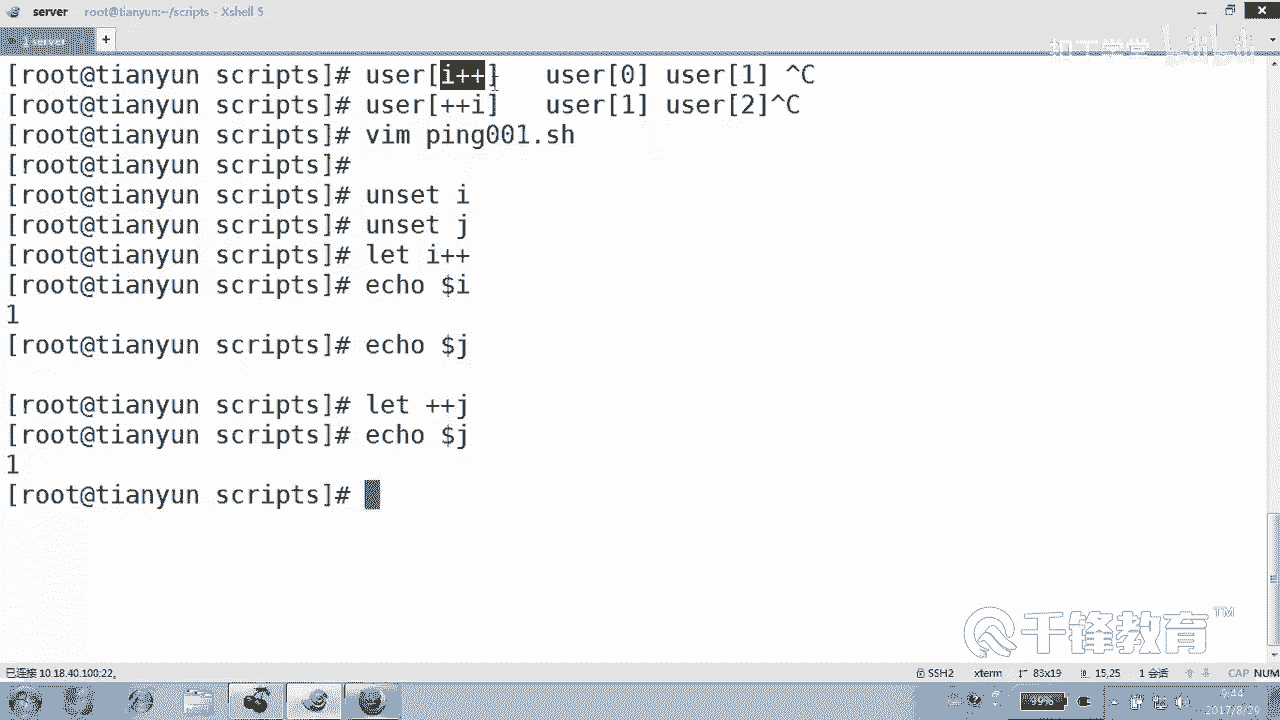 server root@tianyun:~/scripts - Xshell 5
1 server +
扣丁学堂 bilibili
[root@tianyun scripts]# user[i++] user[0] user[1] ^C
[root@tianyun scripts]# user[++i] user[1] user[2]^C
[root@tianyun scripts]# vim ping001.sh
[root@tianyun scripts]#
[root@tianyun scripts]# unset i
[root@tianyun scripts]# unset j
[root@tianyun scripts]# let i++
[root@tianyun scripts]# echo $i
1
[root@tianyun scripts]# echo $j
[root@tianyun scripts]# let ++j
[root@tianyun scripts]# echo $j
1
[root@tianyun scripts]#
千锋教育™
已连接 10.18.40.100:22。 SSH2 xterm 83x19 15,25 1 会话 CAP NUM
99% 9:44
2017/8/29